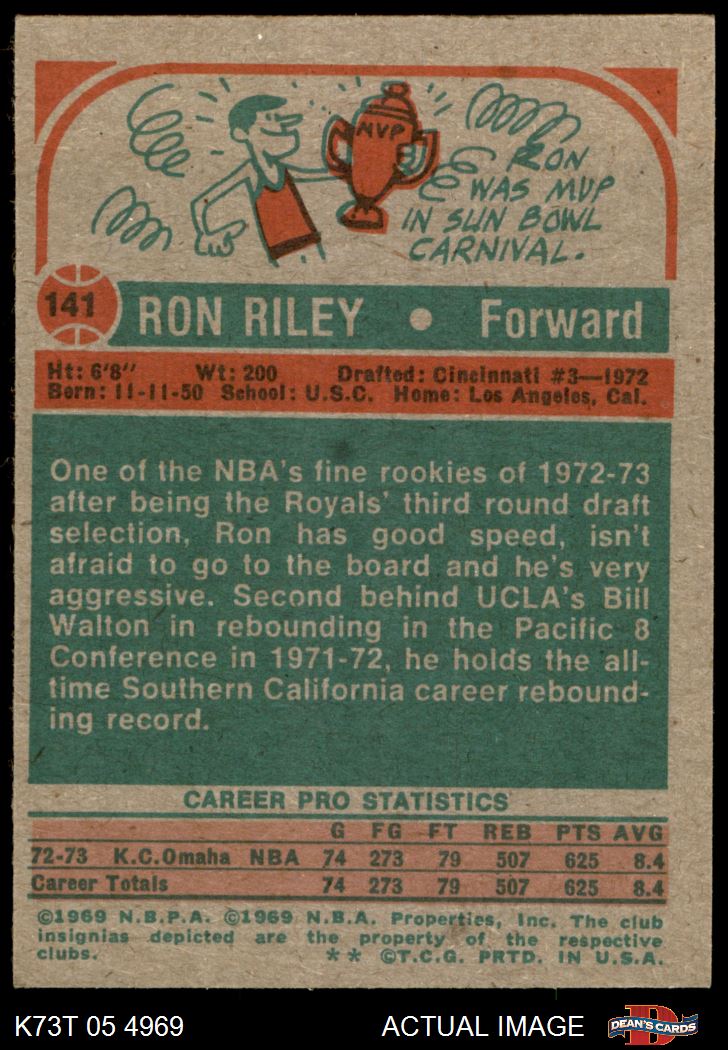 MVP
RON
WAS MVP
IN SUN BOWL
CARNIVAL.
141
RON RILEY • Forward
Ht: 6'8" Wt: 200 Drafted: Cincinnati #3—1972
Born: 11-11-50 School: U.S.C. Home: Los Angeles, Cal.
One of the NBA's fine rookies of 1972-73
after being the Royals' third round draft
selection, Ron has good speed, isn't
afraid to go to the board and he's very
aggressive. Second behind UCLA's Bill
Walton in rebounding in the Pacific 8
Conference in 1971-72, he holds the all-
time Southern California career rebound-
ing record.
CAREER PRO STATISTICS
G FG FT REB PTS AVG
72-73 K.C.Omaha NBA 74 273 79 507 625 8.4
Career Totals 74 273 79 507 625 8.4
©1969 N.B.P.A. ©1969 N.B.A. Properties, Inc. The club
insignias depicted are the property of the respective
clubs. ** ©T.C.G. PRTD. IN U.S.A.
K73T 05 4969 ACTUAL IMAGE
D
DEAN'S CARDS